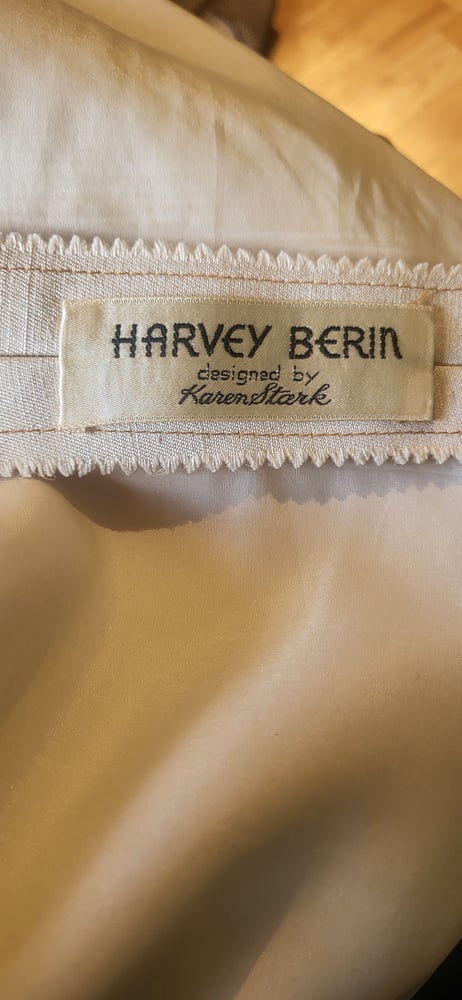 HARVEY BERIN
designed by
Karen Stark